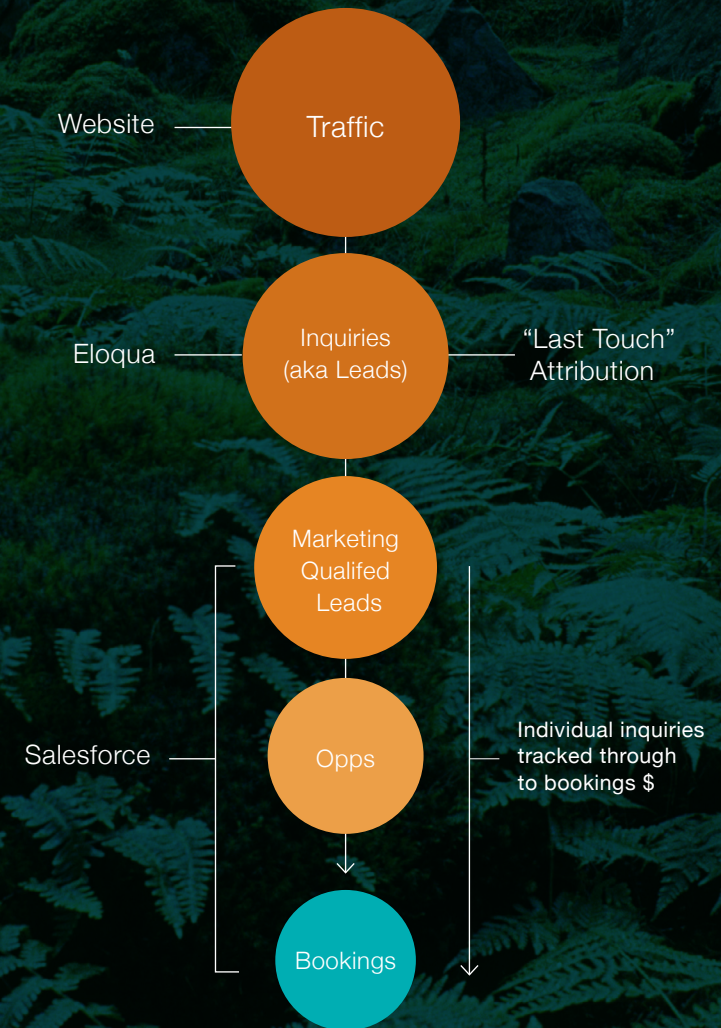 Website
Traffic
Eloqua
Inquiries
(aka Leads)
“Last Touch”
Attribution
Marketing
Qualifed
Leads
Salesforce
Opps
Individual inquiries
tracked through
to bookings $
Bookings